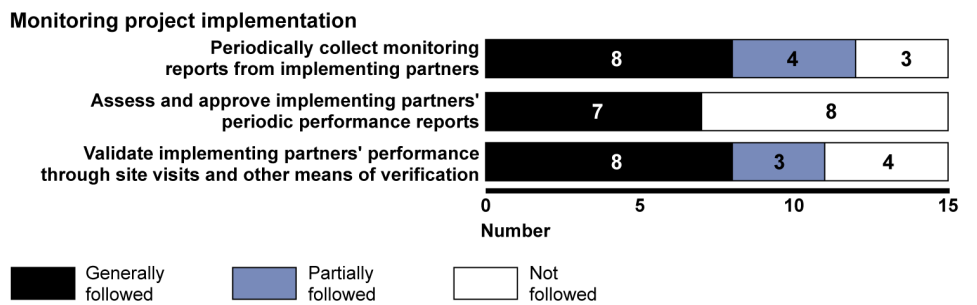 Monitoring project implementation
Periodically collect monitoring
reports from implementing partners
8 4 3
Assess and approve implementing partners'
periodic performance reports
7 8
Validate implementing partners' performance
through site visits and other means of verification
8 3 4
0 5 10 15
Number
Generally
followed
Partially
followed
Not
followed